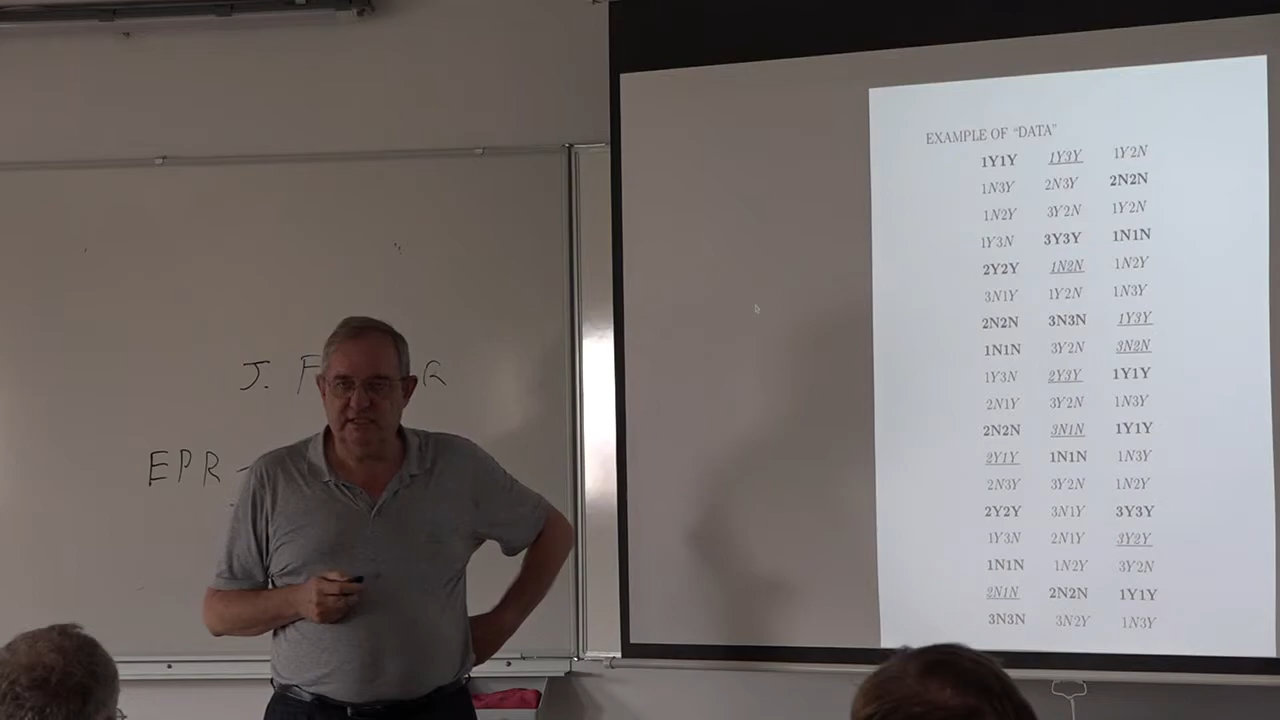 J. F
EPR
EXAMPLE OF "DATA"
1Y1Y 1Y3Y 1Y2N
1N3Y 2N3Y 2N2N
1N2Y 3Y2N 1Y2N
1Y3N 3Y3Y 1N1N
2Y2Y 1N2N 1N2Y
3N1Y 1Y2N 1N3Y
2N2N 3N3N 1Y3Y
1N1N 3Y2N 3N2N
1Y3N 2Y3Y 1Y1Y
2N1Y 3Y2N 1N3Y
2N2N 3N1N 1Y1Y
2Y1Y 1N1N 1N3Y
2N3Y 3Y2N 1N2Y
2Y2Y 3N1Y 3Y3Y
1Y3N 2N1Y 3Y2Y
1N1N 1N2Y 3Y2N
2N1N 2N2N 1Y1Y
3N3N 3N2Y 1N3Y